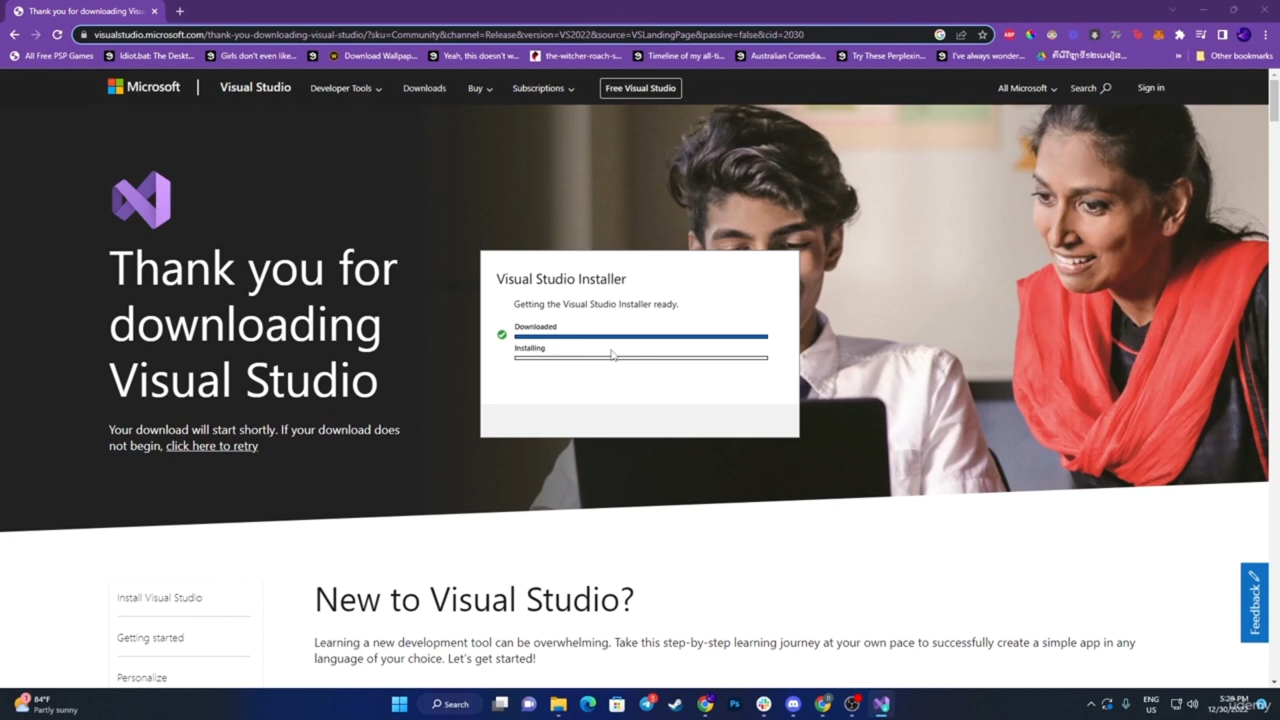 Thank you for downloading Visu
visualstudio.microsoft.com/thank-you-downloading-visual-studio/?sku=Community&channel=Release&version=VS2022&source=VSLandingPage&passive=false&cid=2030
All Free PSP Games
Idiot.bat: The Deskt...
Girls don't even like...
Download Wallpap...
Yeah, this doesn't w...
the-witcher-roach-s...
Timeline of my all-ti...
Australian Comedia...
Try These Perplexin...
I've always wonder...
Other bookmarks
Microsoft
Visual Studio
Developer Tools
Downloads
Buy
Subscriptions
Free Visual Studio
All Microsoft
Search
Sign in
Thank you for
downloading
Visual Studio
Your download will start shortly. If your download does
not begin, click here to retry
Visual Studio Installer
Getting the Visual Studio Installer ready.
Downloaded
Installing
Feedback
Install Visual Studio
Getting started
Personalize
New to Visual Studio?
Learning a new development tool can be overwhelming. Take this step-by-step learning journey at your own pace to successfully create a simple app in any
language of your choice. Let's get started!
84°F
Partly sunny
Search
ENG
US
5:28 PM
12/30/2022
udemy